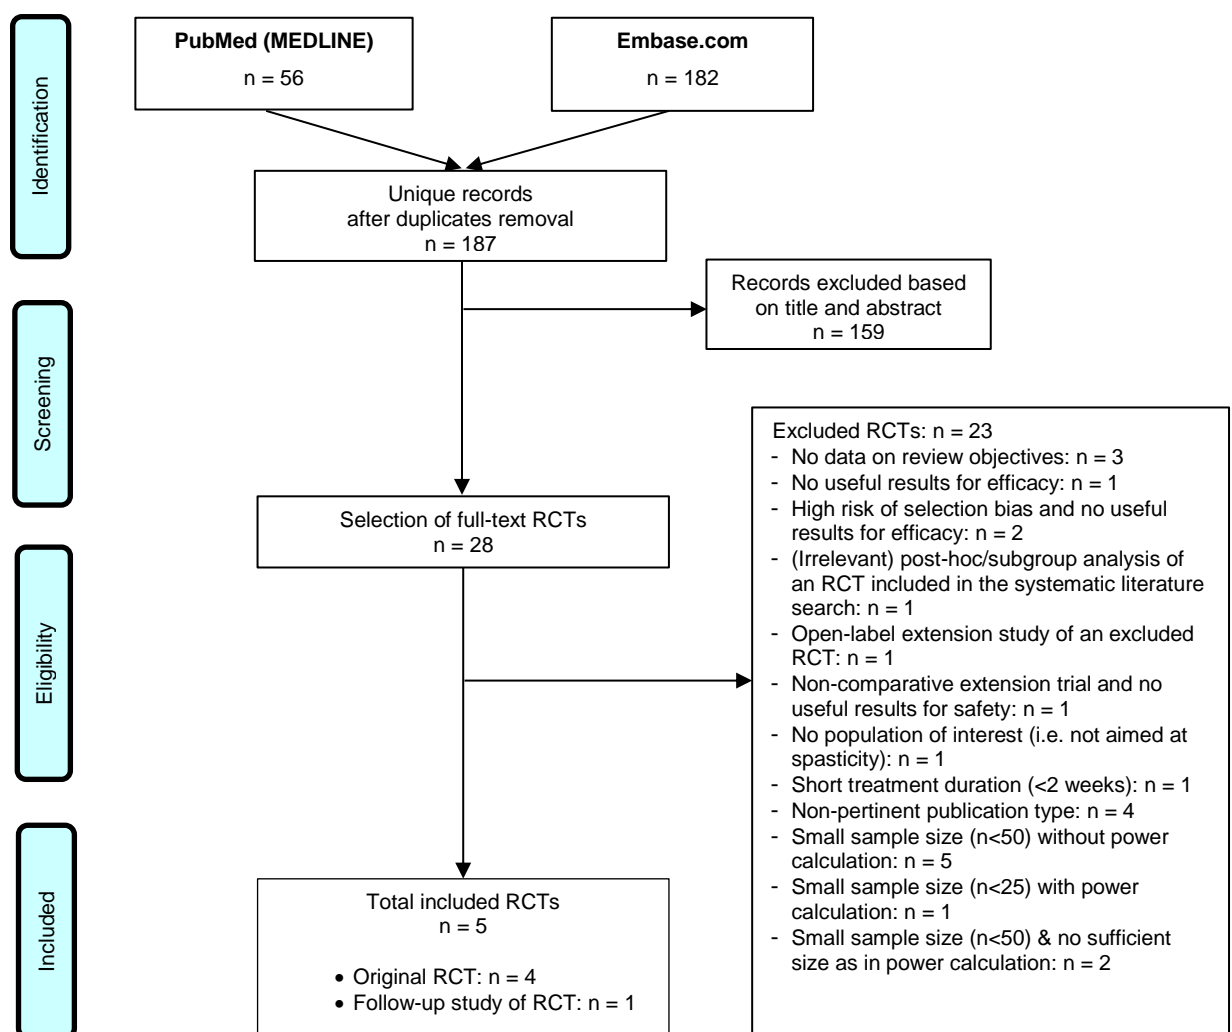 Identification
PubMed (MEDLINE)
n = 56
Embase.com
n = 182
Unique records
after duplicates removal
n = 187
Records excluded based
on title and abstract
n = 159
Screening
Selection of full-text RCTs
n = 28
Eligibility
Excluded RCTs: n = 23
- No data on review objectives: n = 3
- No useful results for efficacy: n = 1
- High risk of selection bias and no useful
results for efficacy: n = 2
- (Irrelevant) post-hoc/subgroup analysis of
an RCT included in the systematic literature
search: n = 1
- Open-label extension study of an excluded
RCT: n = 1
- Non-comparative extension trial and no
useful results for safety: n = 1
- No population of interest (i.e. not aimed at
spasticity): n = 1
- Short treatment duration (<2 weeks): n = 1
- Non-pertinent publication type: n = 4
- Small sample size (n<50) without power
calculation: n = 5
- Small sample size (n<25) with power
calculation: n = 1
- Small sample size (n<50) & no sufficient
size as in power calculation: n = 2
Included
Total included RCTs
n = 5
• Original RCT: n = 4
• Follow-up study of RCT: n = 1